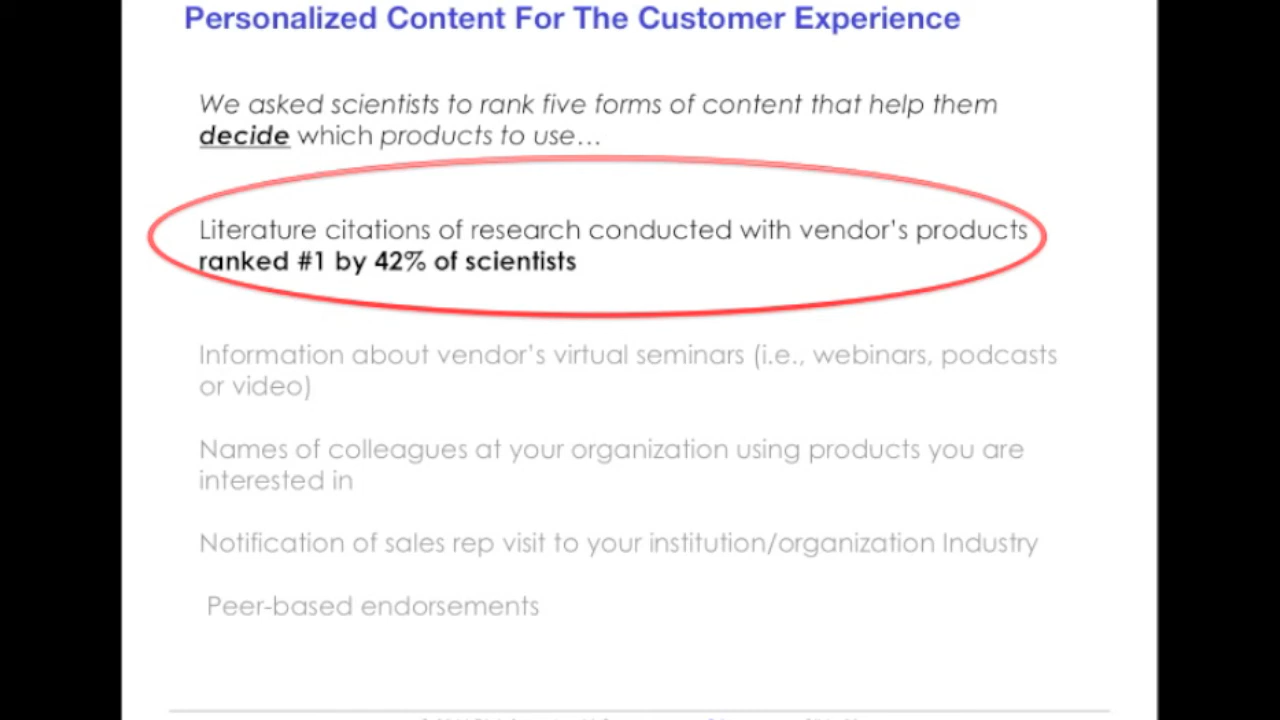 Personalized Content For The Customer Experience
We asked scientists to rank five forms of content that help them
decide which products to use…
Literature citations of research conducted with vendor's products
ranked #1 by 42% of scientists
Information about vendor's virtual seminars (i.e., webinars, podcasts
or video)
Names of colleagues at your organization using products you are
interested in
Notification of sales rep visit to your institution/organization Industry
Peer-based endorsements